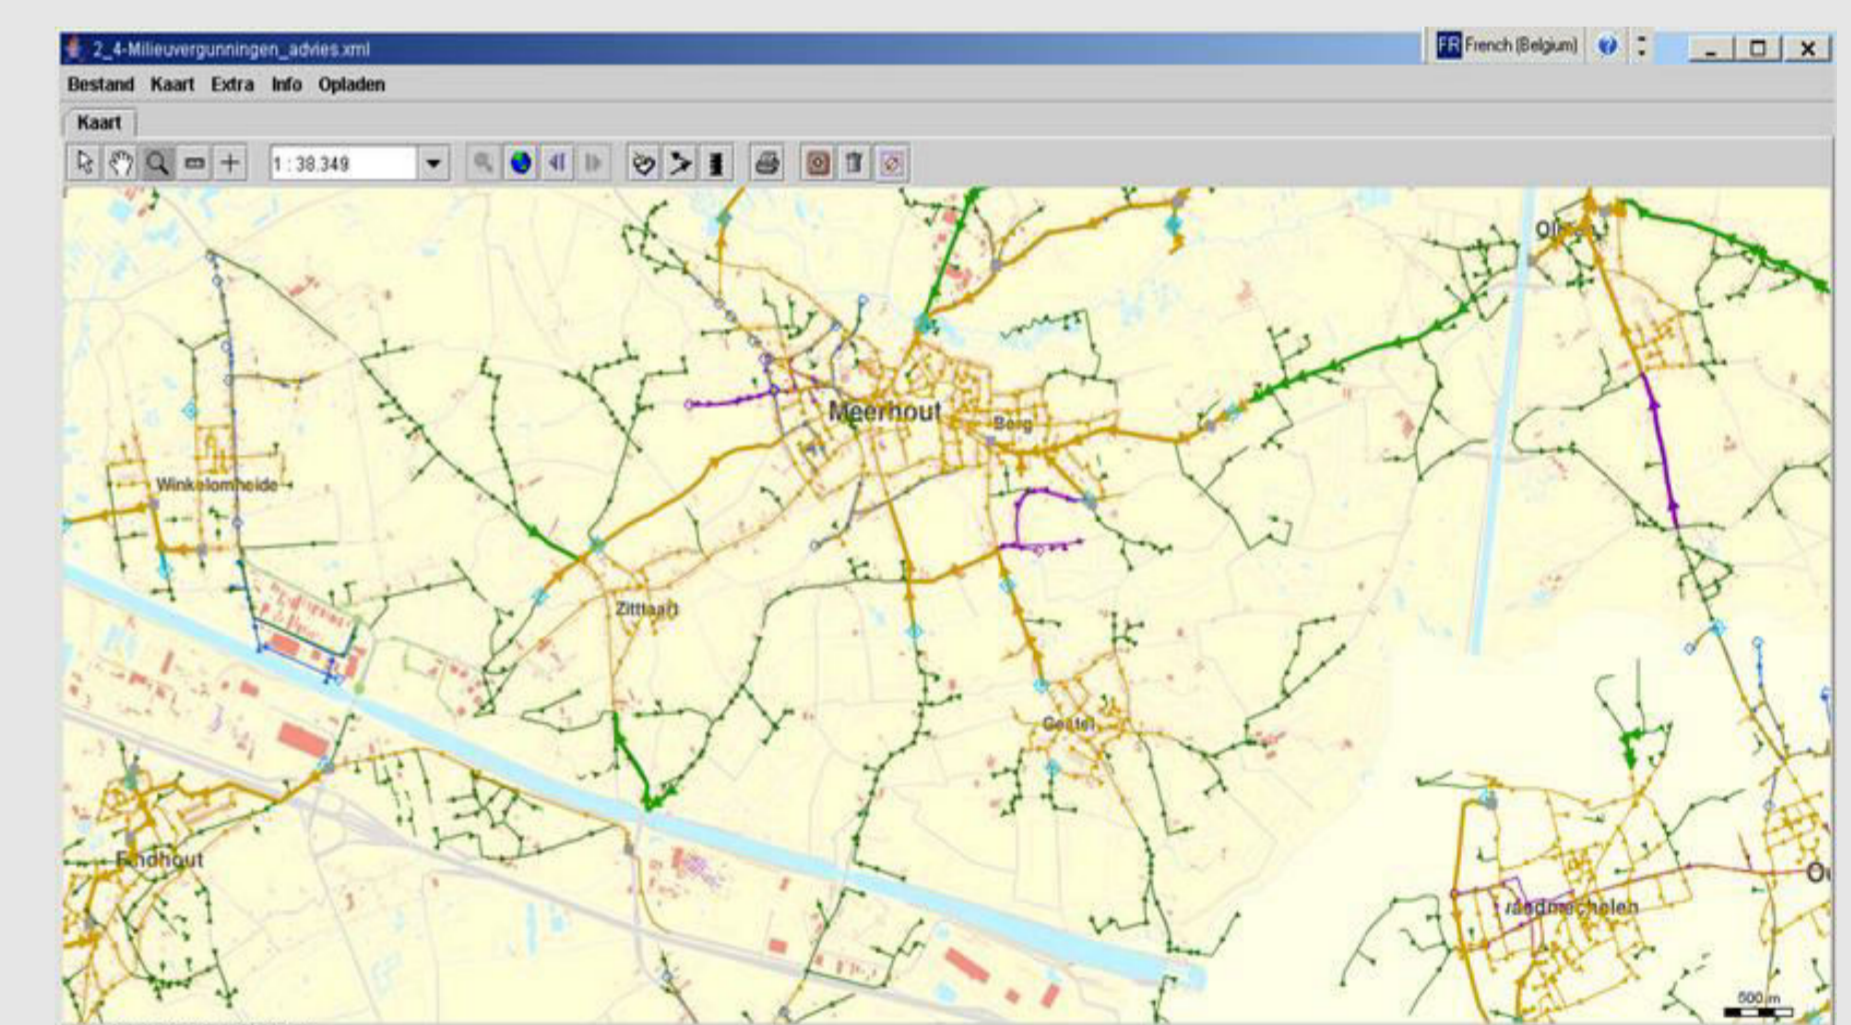 2_4-Milieuvergunningen_advies.xml
FR French (Belgium)
Bestand Kaart Extra Info Opladen
Kaart
1 : 38.349
Meerhout
Berg
Winkelomheide
Zittaart
Gestel
Eindhout
500 m